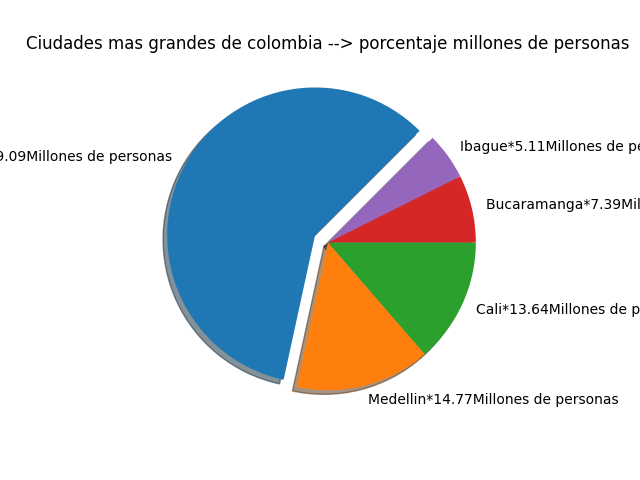 Ciudades mas grandes de colombia --> porcentaje millones de personas
9.09Millones de personas
Ibague*5.11Millones de pe
Bucaramanga*7.39Mil
Cali*13.64Millones de p
Medellin*14.77Millones de personas